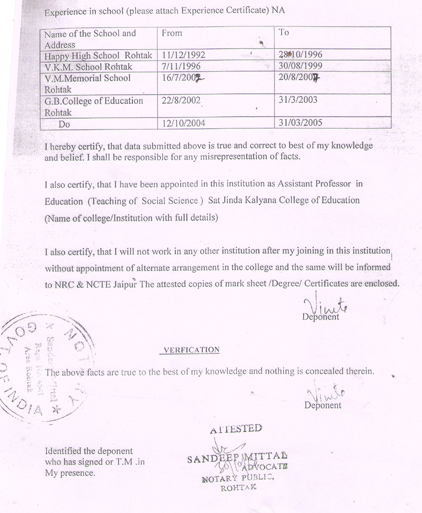 Experience in school (please attach Experience Certificate) NA
Name of the School and Address From To
Happy High School Rohtak 11/12/1992 28/10/1996
V.K.M. School Rohtak 7/11/1996 30/08/1999
V.M.Memorial School Rohtak 16/7/2002 20/8/2002
G.B.College of Education Rohtak 22/8/2002 31/3/2003
Do 12/10/2004 31/03/2005
I hereby certify, that data submitted above is true and correct to best of my knowledge
and belief. I shall be responsible for any misrepresentation of facts.
I also certify, that I have been appointed in this institution as Assistant Professor in
Education (Teaching of Social Science ) Sat Jinda Kalyana College of Education
(Name of college/Institution with full details)
I also certify, that I will not work in any other institution after my joining in this institution
without appointment of alternate arrangement in the college and the same will be informed
to NRC & NCTE Jaipur The attested copies of mark sheet /Degree/ Certificates are enclosed.
Deponent
VERFICATION
The above facts are true to the best of my knowledge and nothing is concealed therein.
Deponent
ATTESTED
Identified the deponent
who has signed or T.M .in
My presence.
SANDEEP MITTAL
ADVOCATE
NOTARY PUBLIC,
ROHTAK
NOTARY
GOVT. OF INDIA